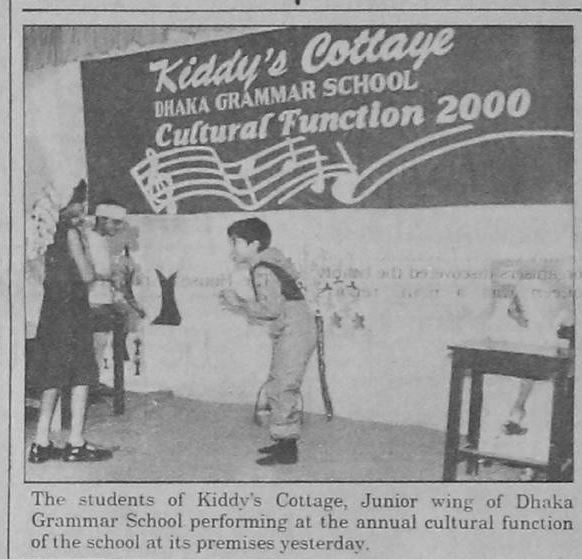 Kiddy's Cottage
DHAKA GRAMMAR SCHOOL
Cultural Function 2000
The students of Kiddy's Cottage, Junior wing of Dhaka
Grammar School performing at the annual cultural function
of the school at its premises yesterday.